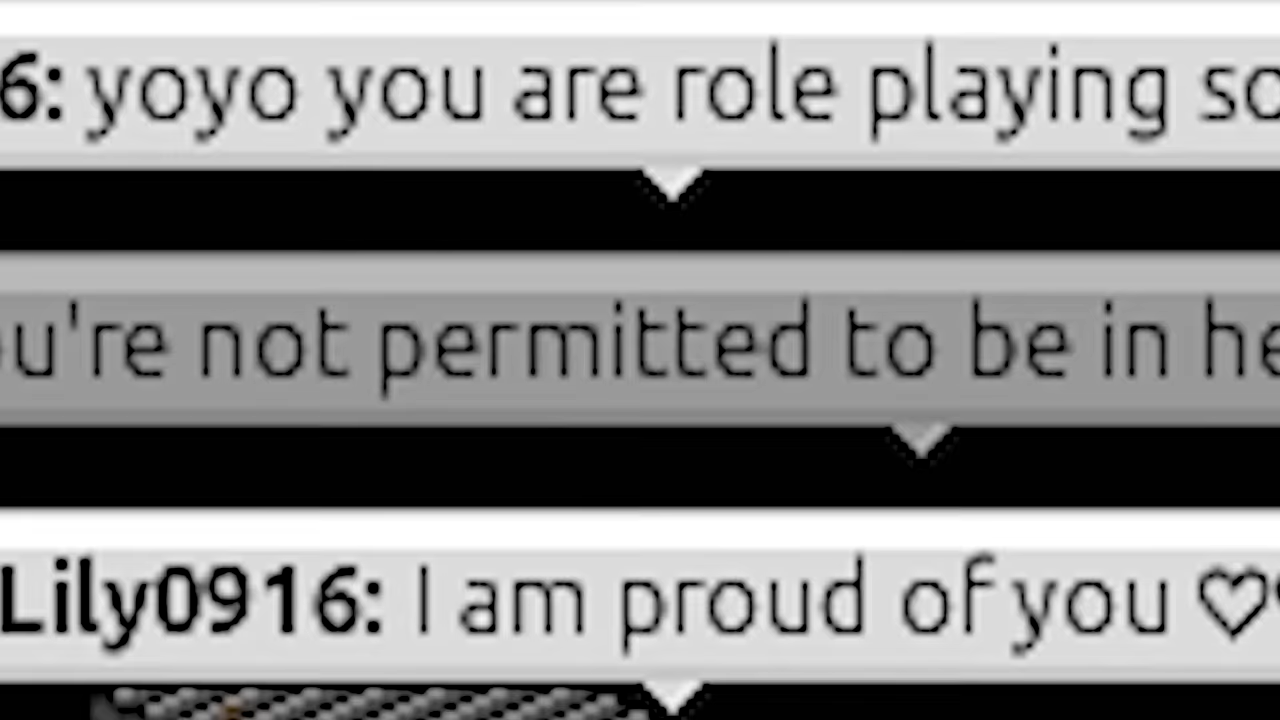 6: yoyo you are role playing so
ou're not permitted to be in he
Lily0916: I am proud of you ♡